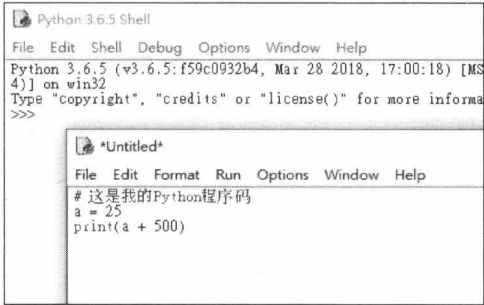 Python 3.6.5 Shell
File Edit Shell Debug Options Window Help
Python 3.6.5 (v3.6.5:f59c0932b4, Mar 28 2018, 17:00:18) [MS
4)] on win32
Type "copyright", "credits" or "license()" for more informa
>>>
*Untitled*
File Edit Format Run Options Window Help
# 这是我的Python程序码
a = 25
print(a + 500)